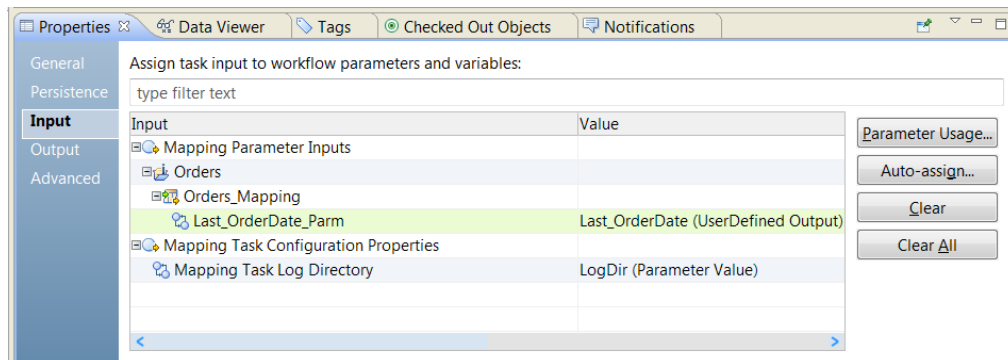 Properties Data Viewer Tags Checked Out Objects Notifications
General
Persistence
Input
Output
Advanced
Assign task input to workflow parameters and variables:
type filter text
Input Value
Mapping Parameter Inputs
Orders
Orders_Mapping
Last_OrderDate_Parm Last_OrderDate (UserDefined Output)
Mapping Task Configuration Properties
Mapping Task Log Directory LogDir (Parameter Value)
Parameter Usage...
Auto-assign...
Clear
Clear All